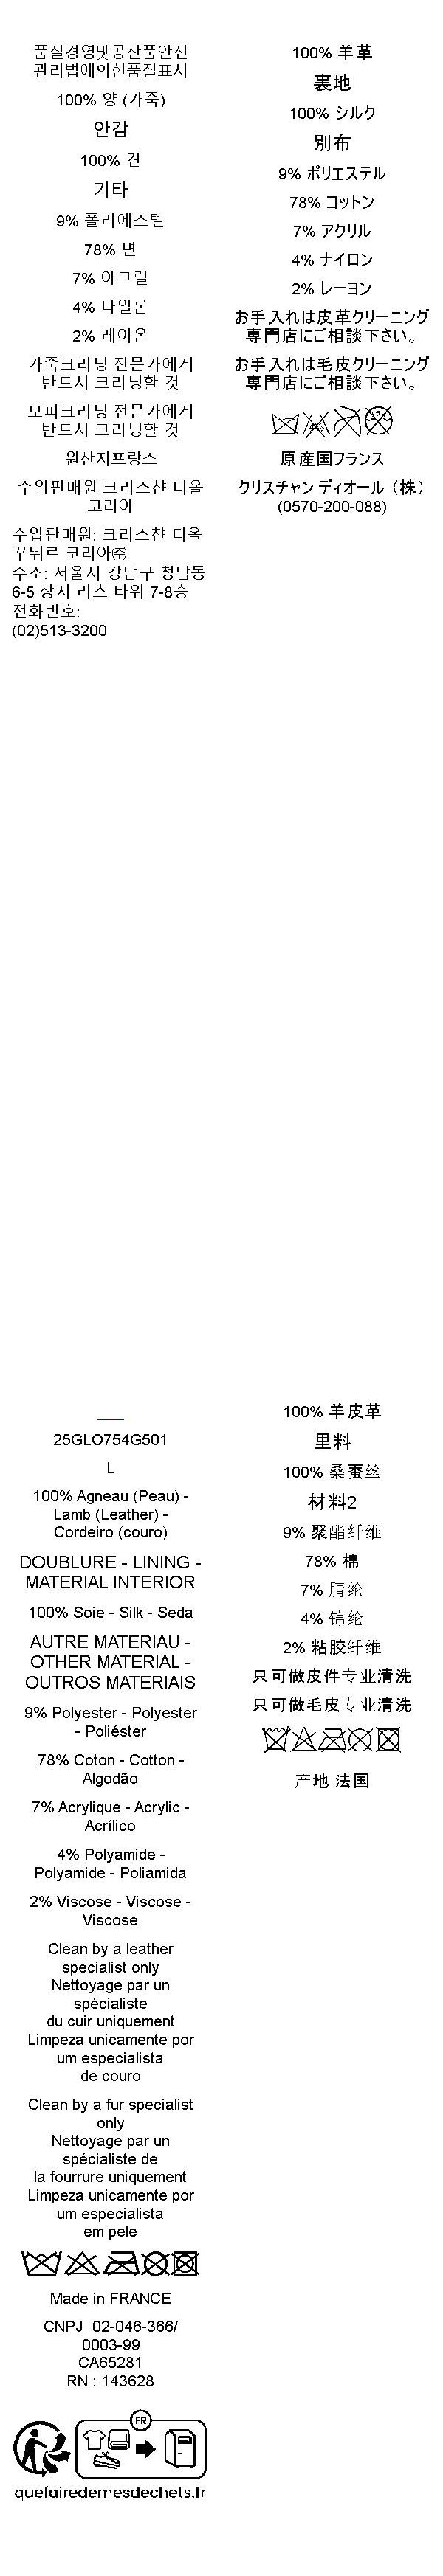 품질경영및공산품안전
관리법에의한품질표시
100% 양 (가죽)
안감
100% 견
기타
9% 폴리에스텔
78% 면
7% 아크릴
4% 나일론
2% 레이온
가죽크리닝 전문가에게
반드시 크리닝할 것
모피크리닝 전문가에게
반드시 크리닝할 것
원산지프랑스
수입판매원 크리스챤 디올
코리아
수입판매원: 크리스챤 디올
꾸뛰르 코리아㈜
주소: 서울시 강남구 청담동
6-5 상지 리츠 타워 7-8층
전화번호:
(02)513-3200
100% 羊革
裏地
100% シルク
別布
9% ポリエステル
78% コットン
7% アクリル
4% ナイロン
2% レーヨン
お手入れは皮革クリーニング
専門店にご相談下さい。
お手入れは毛皮クリーニング
専門店にご相談下さい。
原産国フランス
クリスチャン ディオール（株）
(0570-200-088)
25GLO754G501
L
100% Agneau (Peau) -
Lamb (Leather) -
Cordeiro (couro)
DOUBLURE - LINING -
MATERIAL INTERIOR
100% Soie - Silk - Seda
AUTRE MATERIAU -
OTHER MATERIAL -
OUTROS MATERIAIS
9% Polyester - Polyester
- Poliéster
78% Coton - Cotton -
Algodão
7% Acrylique - Acrylic -
Acrílico
4% Polyamide -
Polyamide - Poliamida
2% Viscose - Viscose -
Viscose
Clean by a leather
specialist only
Nettoyage par un
spécialiste
du cuir uniquement
Limpeza unicamente por
um especialista
de couro
Clean by a fur specialist
only
Nettoyage par un
spécialiste de
la fourrure uniquement
Limpeza unicamente por
um especialista
em pele
Made in FRANCE
CNPJ 02-046-366/
0003-99
CA65281
RN : 143628
FR
quefairedemesdechets.fr
100% 羊皮革
里料
100% 桑蚕丝
材料2
9% 聚酯纤维
78% 棉
7% 腈纶
4% 锦纶
2% 粘胶纤维
只可做皮件专业清洗
只可做毛皮专业清洗
产地 法国